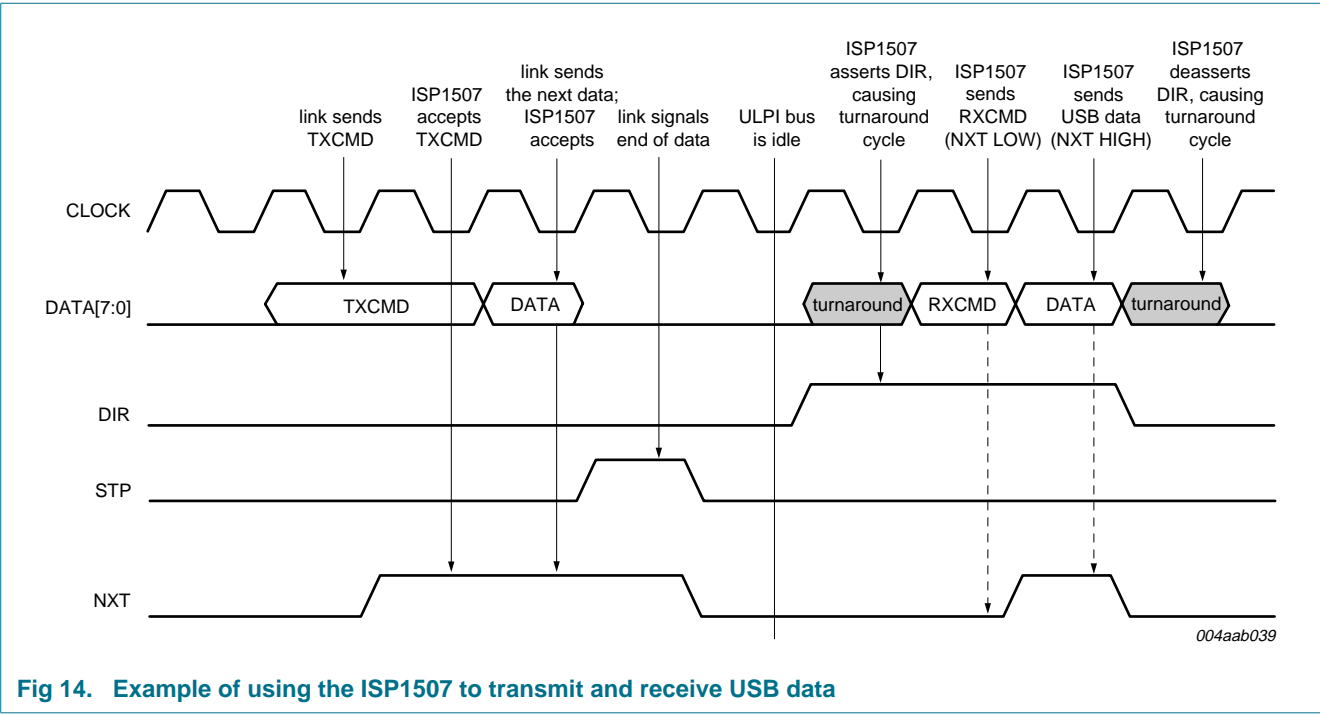 link sends
TXCMD
ISP1507
accepts
TXCMD
link sends
the next data;
ISP1507
accepts
link signals
end of data
ULPI bus
is idle
ISP1507
asserts DIR,
causing
turnaround
cycle
ISP1507
sends
RXCMD
(NXT LOW)
ISP1507
sends
USB data
(NXT HIGH)
ISP1507
deasserts
DIR, causing
turnaround
cycle
CLOCK
DATA[7:0]
TXCMD
DATA
turnaround
RXCMD
DATA
turnaround
DIR
STP
NXT
004aab039
Fig 14. Example of using the ISP1507 to transmit and receive USB data